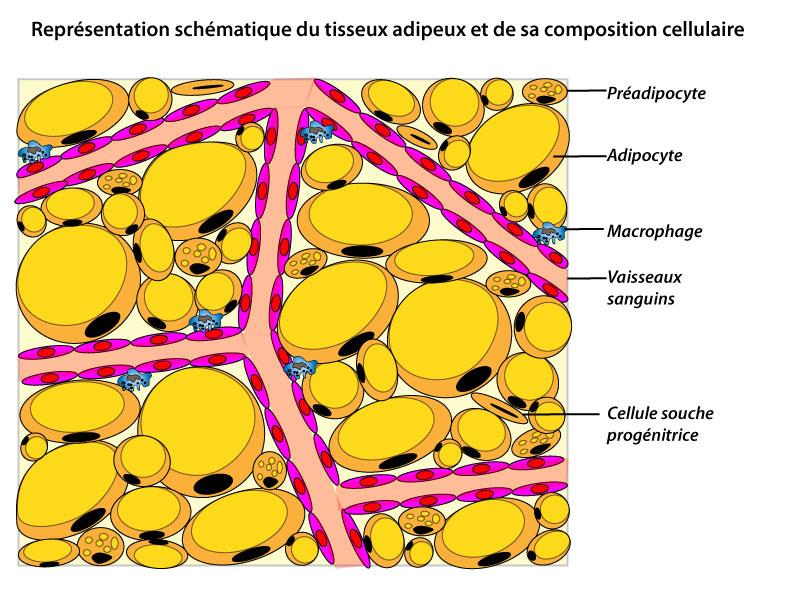 Représentation schématique du tisseux adipeux et de sa composition cellulaire
Préadipocyte
Adipocyte
Macrophage
Vaisseaux
sanguins
Cellule souche
progénitrice